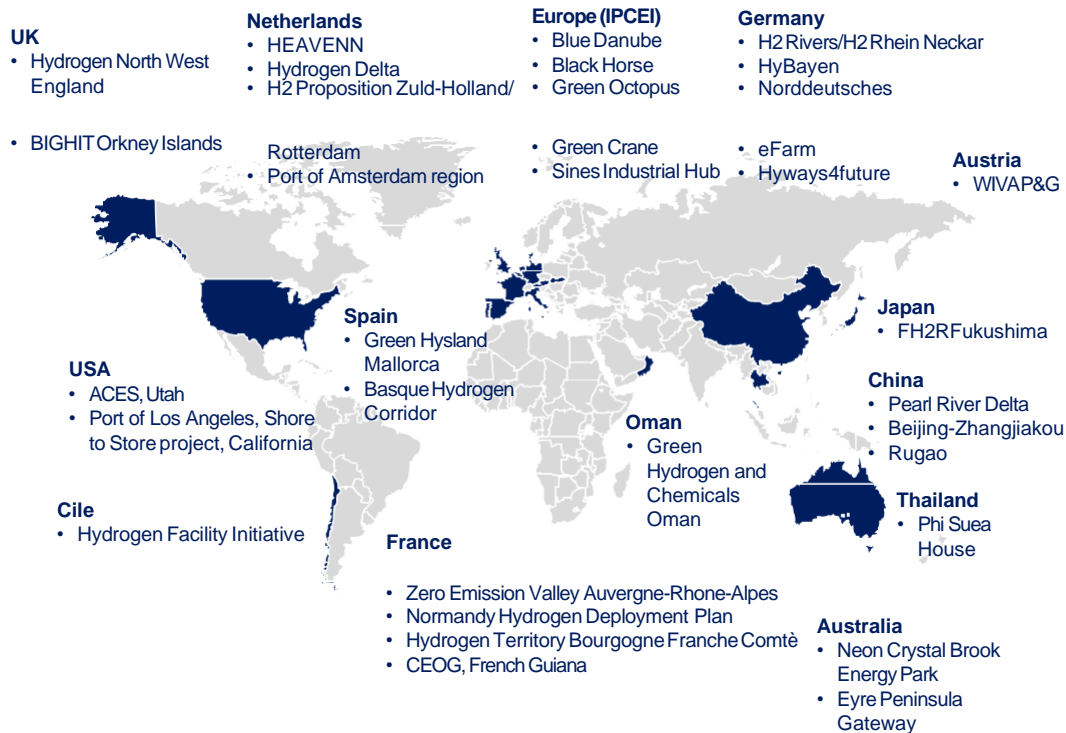 UK
• Hydrogen North West
England
• BIGHIT Orkney Islands
Netherlands
• HEAVENN
• Hydrogen Delta
• H2 Proposition Zuld-Holland/
Rotterdam
• Port of Amsterdam region
Europe (IPCEI)
• Blue Danube
• Black Horse
• Green Octopus
• Green Crane
• Sines Industrial Hub
Germany
• H2 Rivers/H2 Rhein Neckar
• HyBayen
• Norddeutsches
• eFarm
• Hyways4future
Austria
• WIVAP&G
Spain
• Green Hysland
Mallorca
• Basque Hydrogen
Corridor
Japan
• FH2RFukushima
USA
• ACES, Utah
• Port of Los Angeles, Shore
to Store project, California
China
• Pearl River Delta
• Beijing-Zhangjiakou
• Rugao
Oman
• Green
Hydrogen and
Chemicals
Oman
Cile
• Hydrogen Facility Initiative
Thailand
• Phi Suea
House
France
• Zero Emission Valley Auvergne-Rhone-Alpes
• Normandy Hydrogen Deployment Plan
• Hydrogen Territory Bourgogne Franche Comtè
• CEOG, French Guiana
Australia
• Neon Crystal Brook
Energy Park
• Eyre Peninsula
Gateway